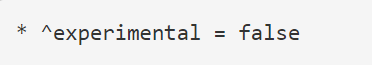 * ^experimental = false